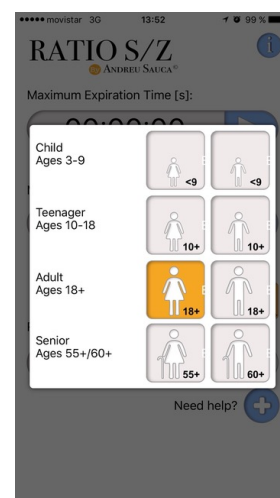 movistar 3G 13:52 99 %
RATIO S/Z
ANDREU SAUCA©
Maximum Expiration Time [s]:
Child
Ages 3-9
<9 <9
Teenager
Ages 10-18
10+ 10+
Adult
Ages 18+
18+ 18+
Senior
Ages 55+/60+
55+ 60+
Need help?